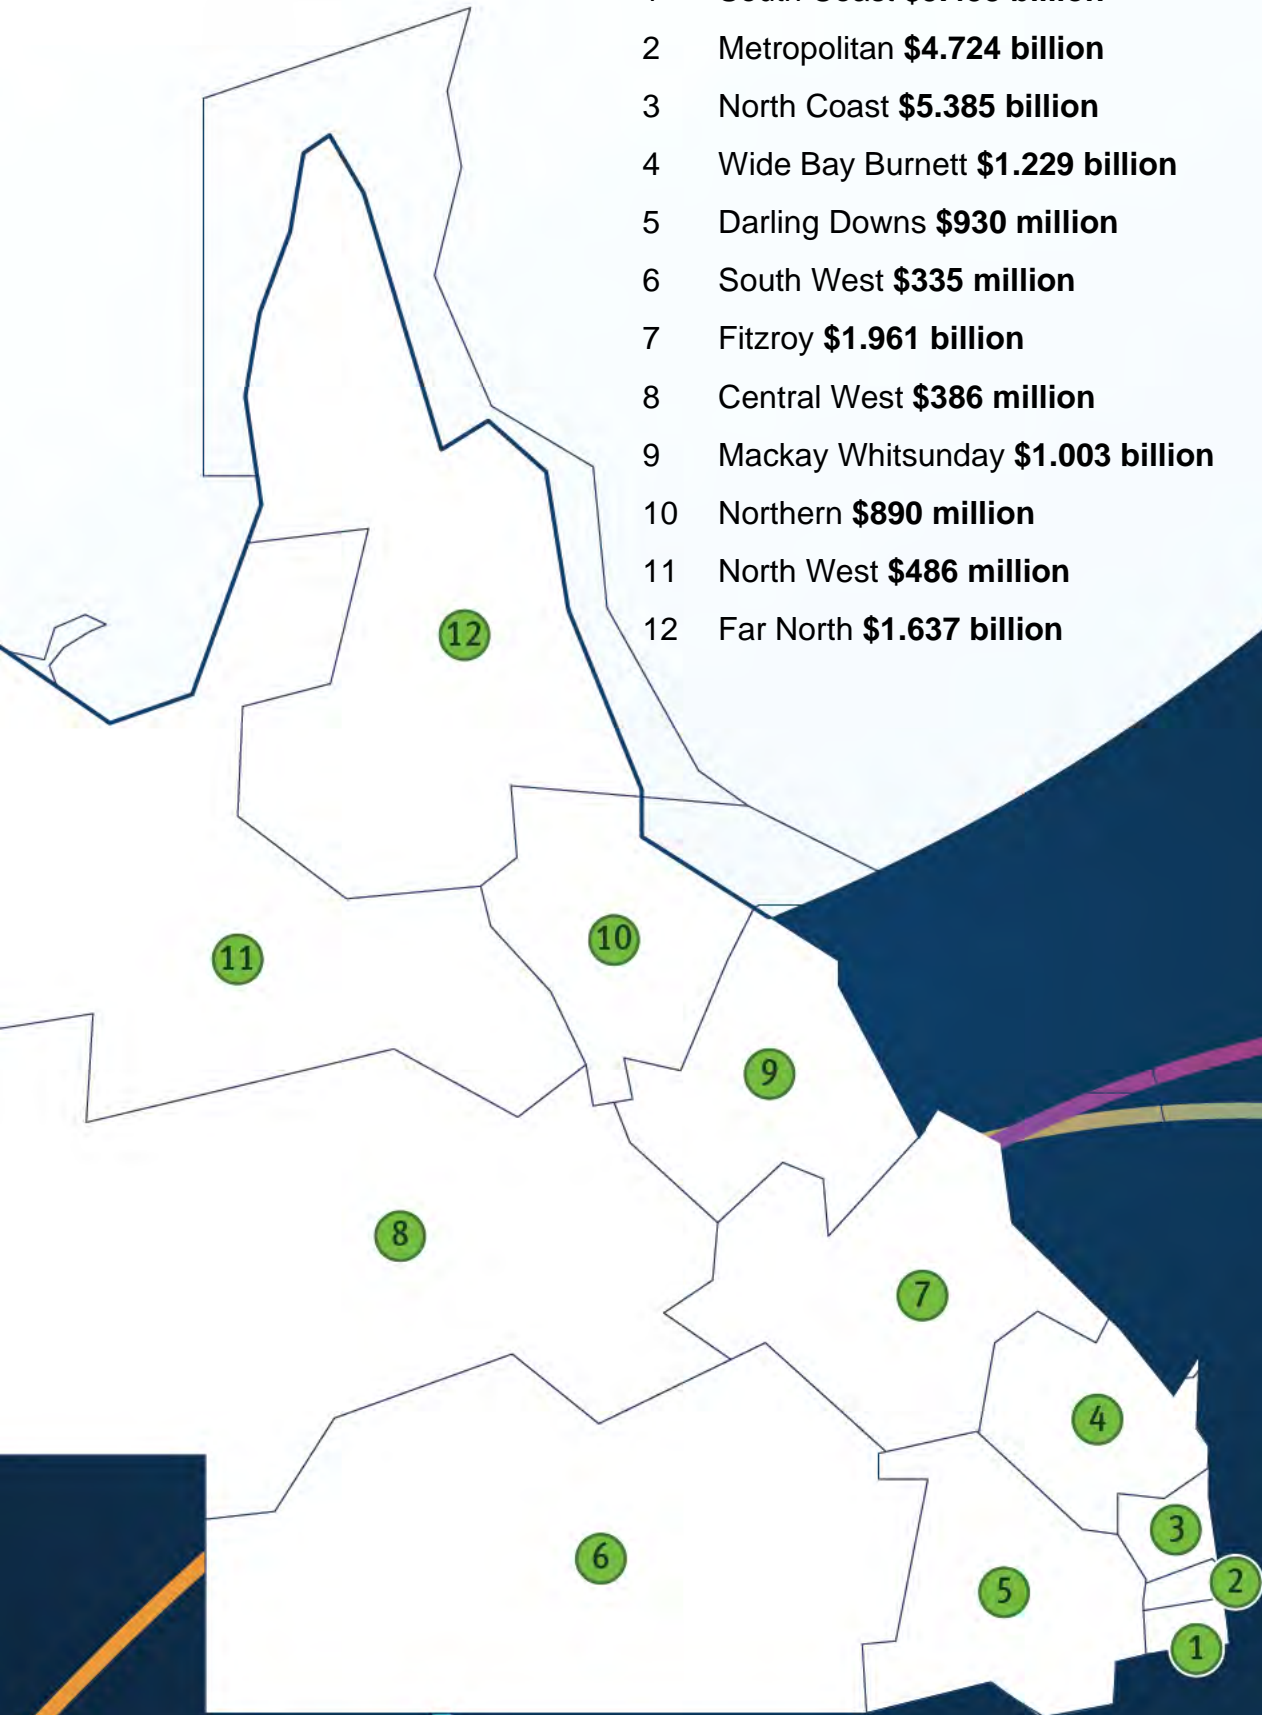 2 Metropolitan $4.724 billion
3 North Coast $5.385 billion
4 Wide Bay Burnett $1.229 billion
5 Darling Downs $930 million
6 South West $335 million
7 Fitzroy $1.961 billion
8 Central West $386 million
9 Mackay Whitsunday $1.003 billion
10 Northern $890 million
11 North West $486 million
12 Far North $1.637 billion
12
10
11
9
8
7
4
3
6
2
5
1